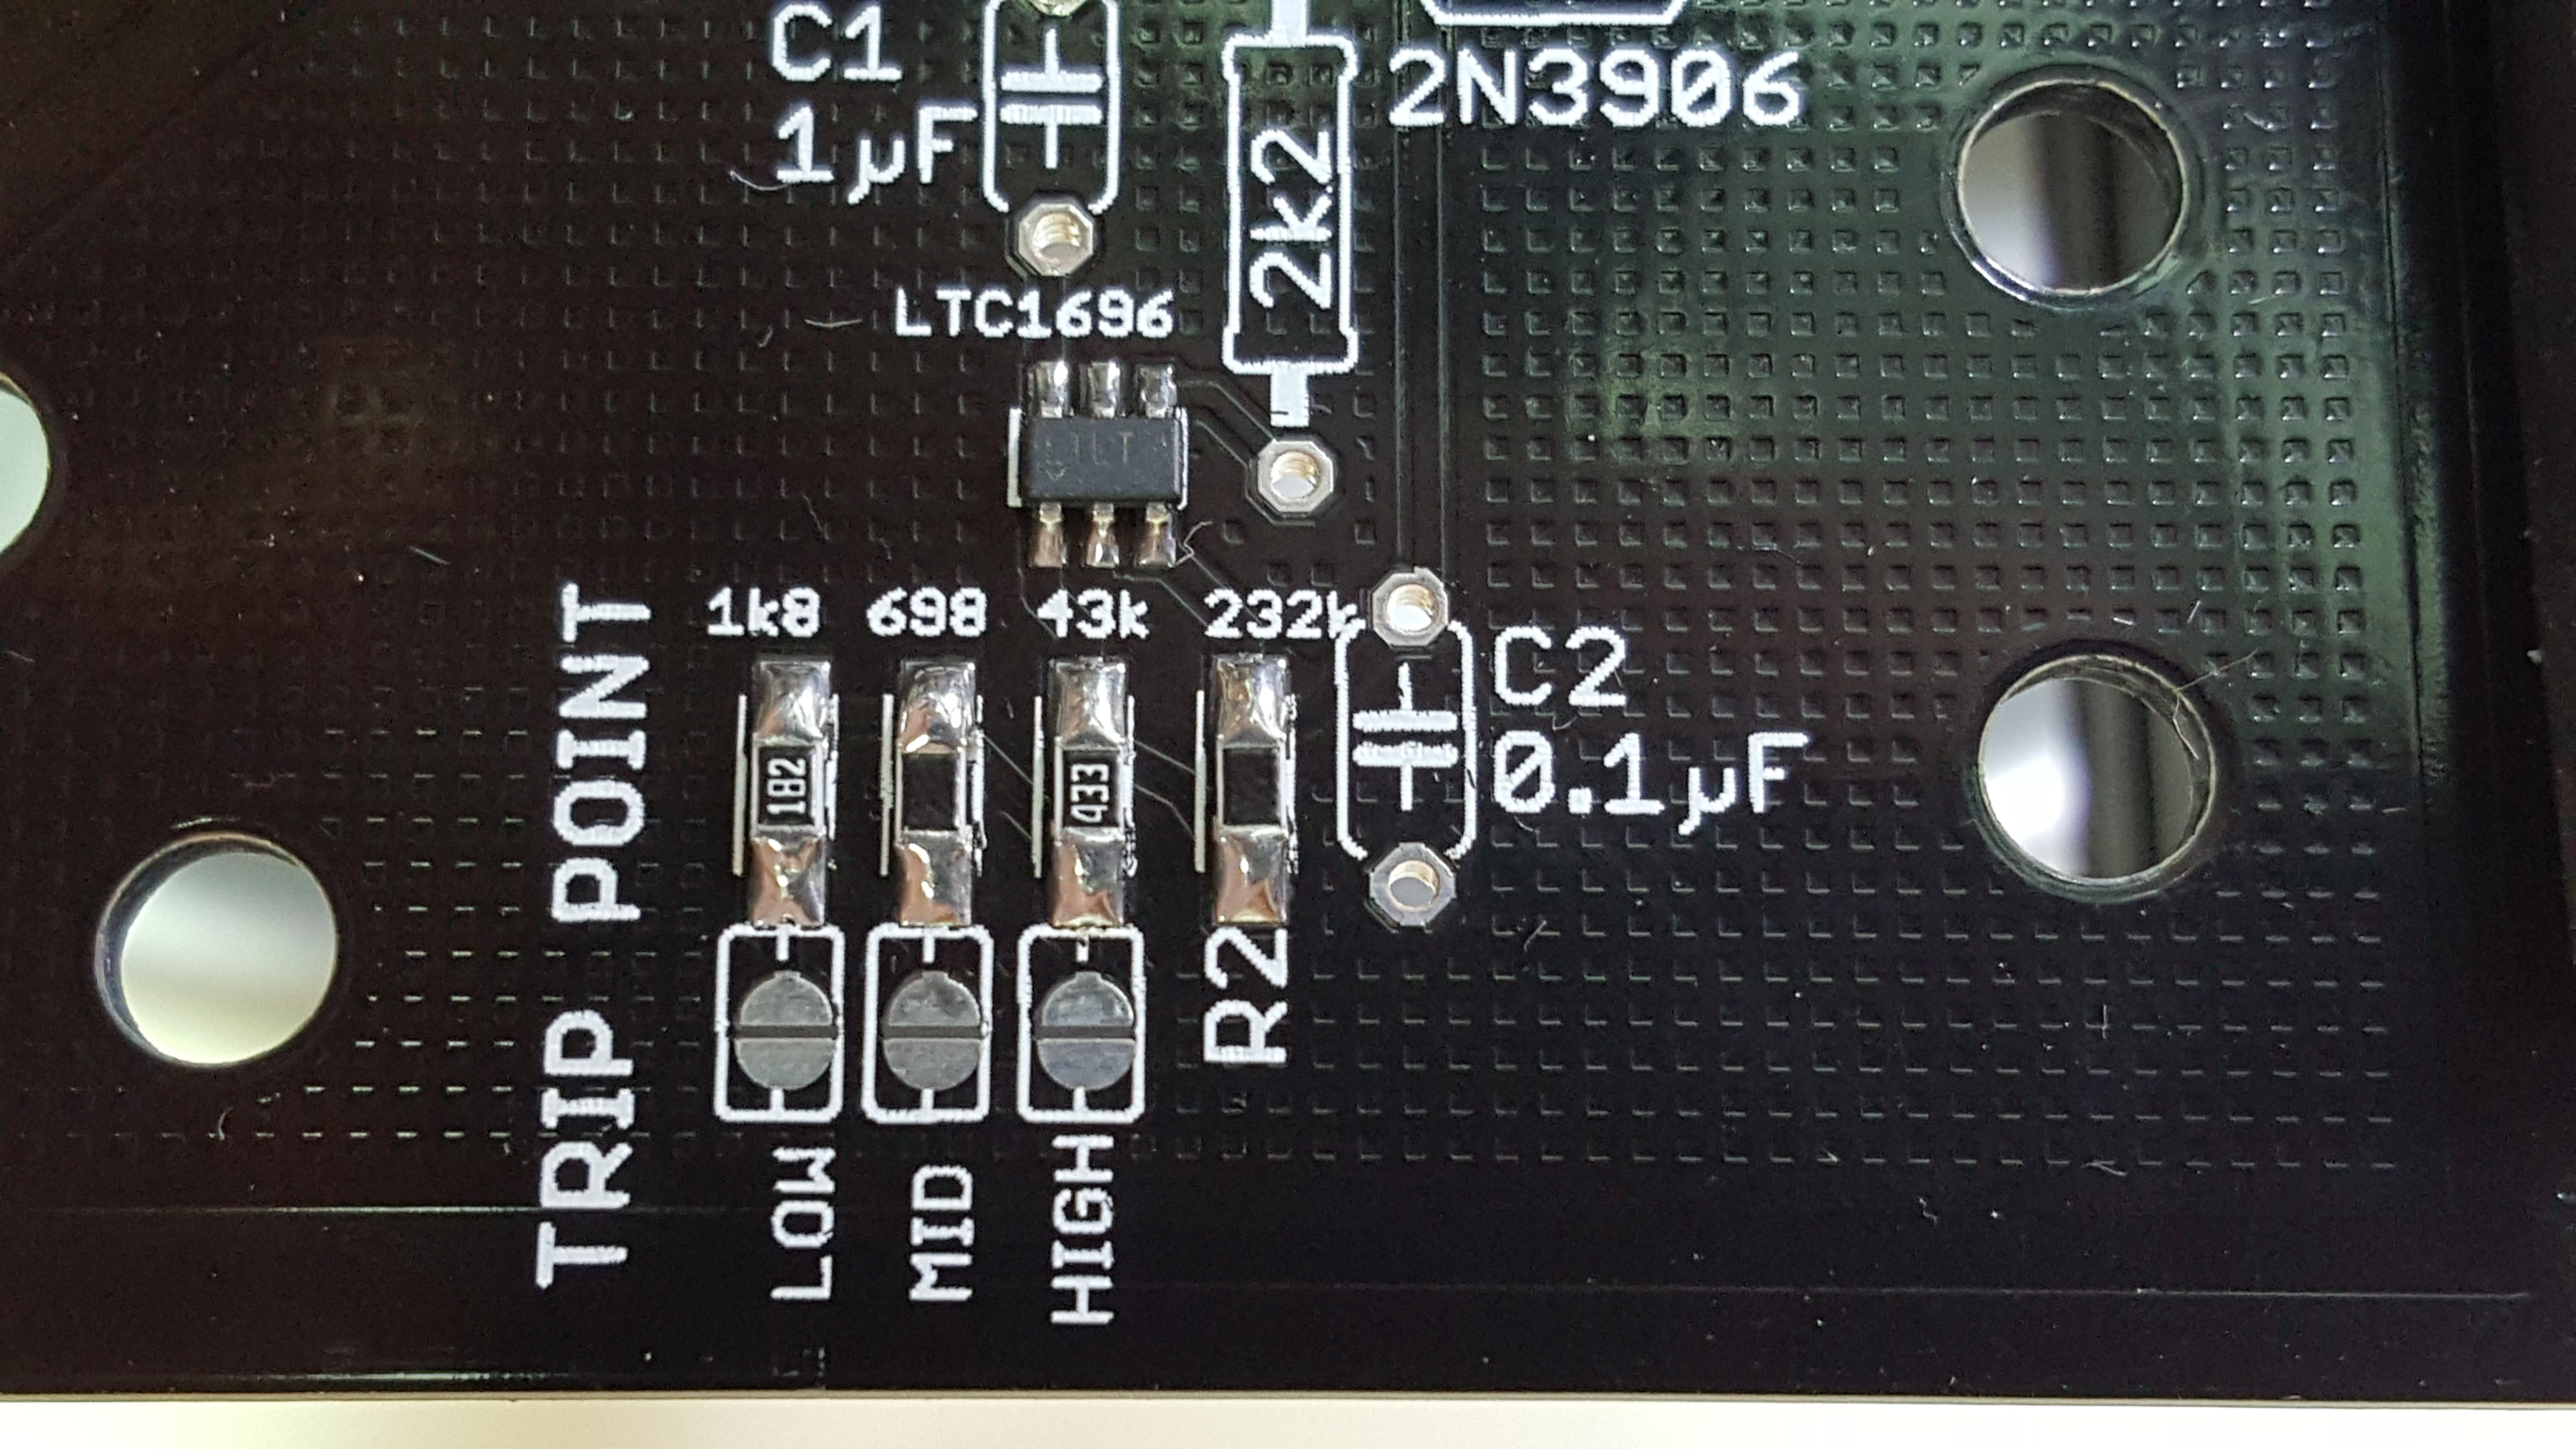 C1
1µF
2N3906
2k2
LTC1696
1k8
698
43k
232k
182
433
C2
0.1µF
R2
TRIP POINT
LOW
MID
HIGH